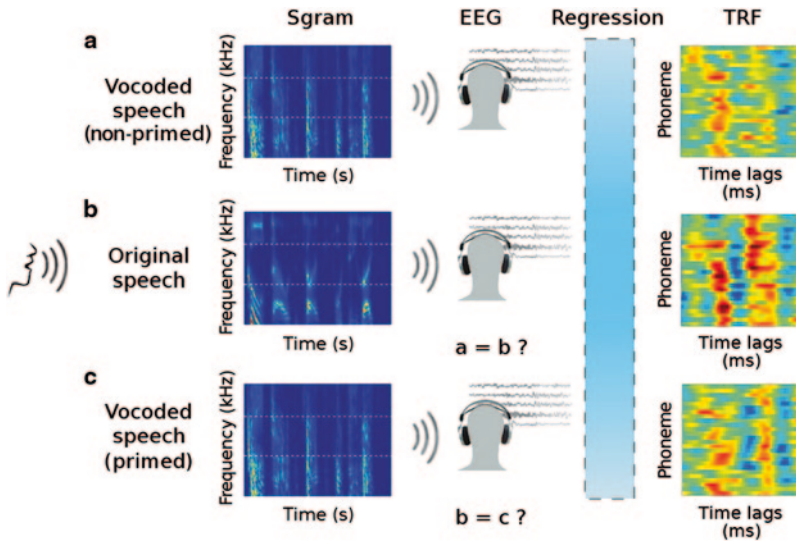 Sgram EEG Regression TRF
a
Vocoded
speech
(non-primed)
Frequency (kHz)
Time (s)
Phoneme
Time lags
(ms)
b
Original
speech
Frequency (kHz)
Time (s)
a = b ?
Phoneme
Time lags
(ms)
c
Vocoded
speech
(primed)
Frequency (kHz)
Time (s)
b = c ?
Phoneme
Time lags
(ms)